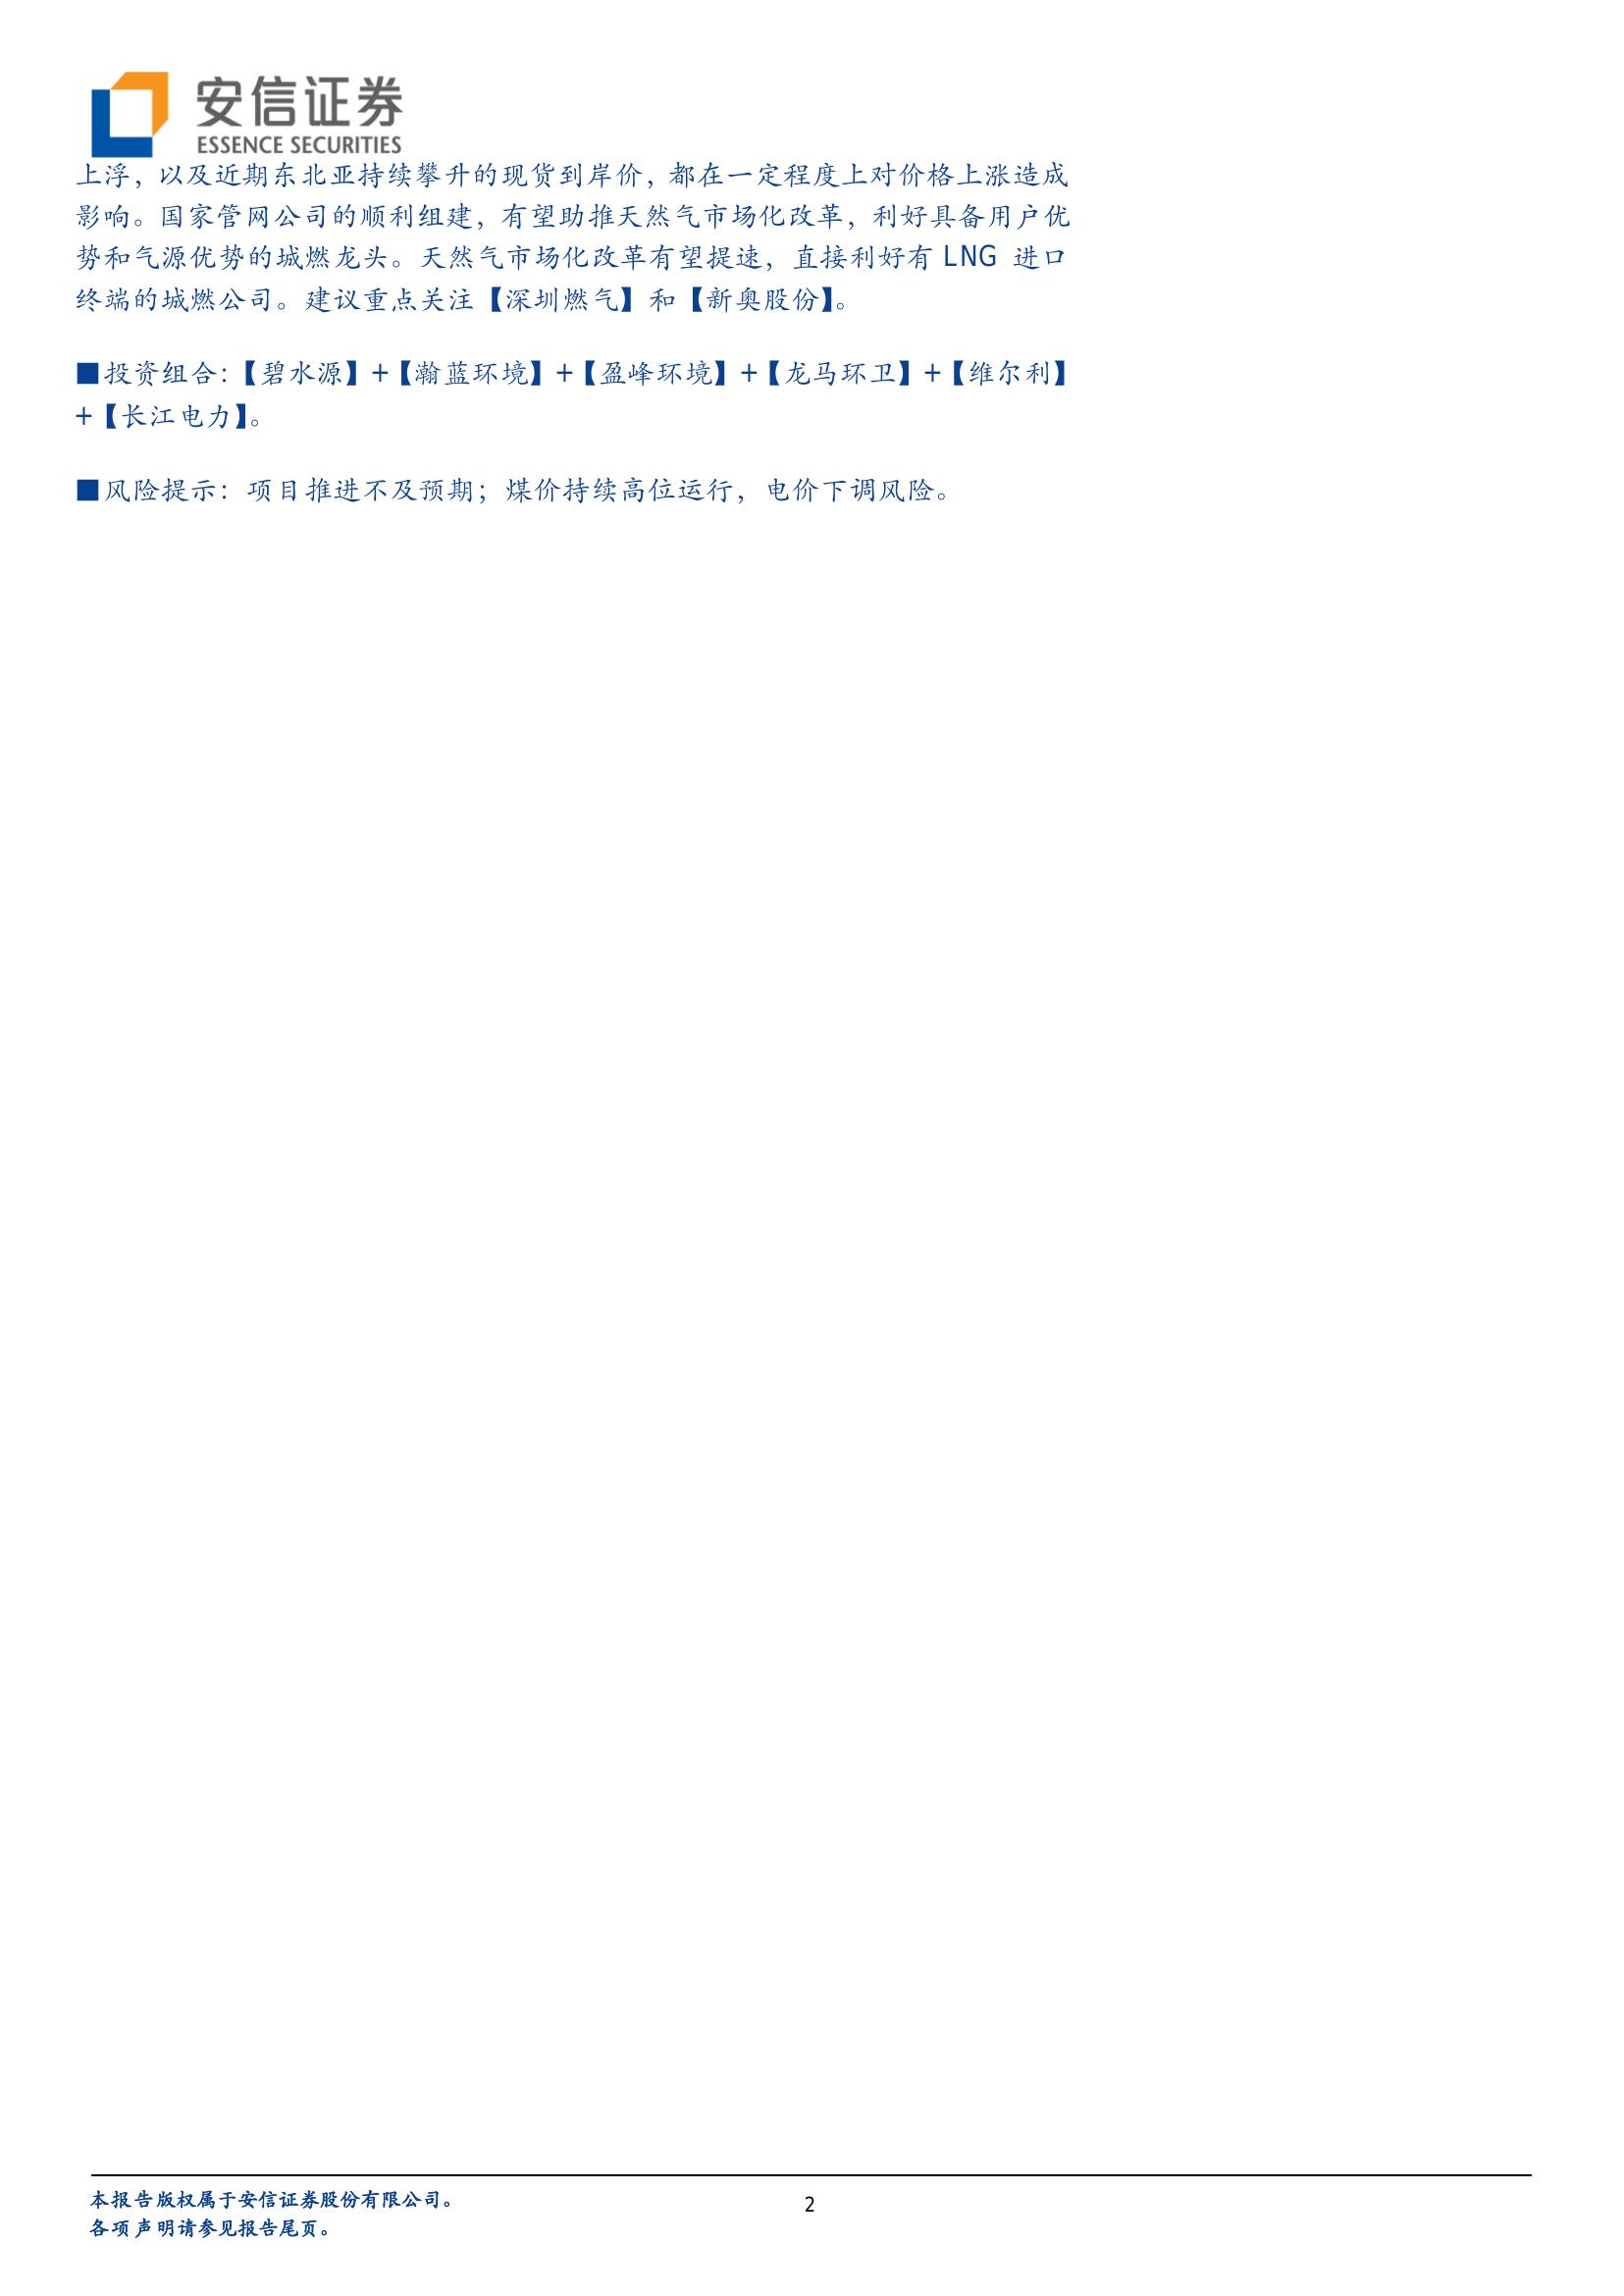 安信证券
ESSENCE SECURITIES
上浮，以及近期东北亚持续攀升的现货到岸价，都在一定程度上对价格上涨造成
影响。国家管网公司的顺利组建，有望助推天然气市场化改革，利好具备用户优
势和气源优势的城燃龙头。天然气市场化改革有望提速，直接利好有 LNG 进口
终端的城燃公司。建议重点关注【深圳燃气】和【新奥股份】。
■投资组合：【碧水源】+【瀚蓝环境】+【盈峰环境】+【龙马环卫】+【维尔利】
+【长江电力】。
■风险提示：项目推进不及预期；煤价持续高位运行，电价下调风险。
本报告版权属于安信证券股份有限公司。
各项声明请参见报告尾页。
2